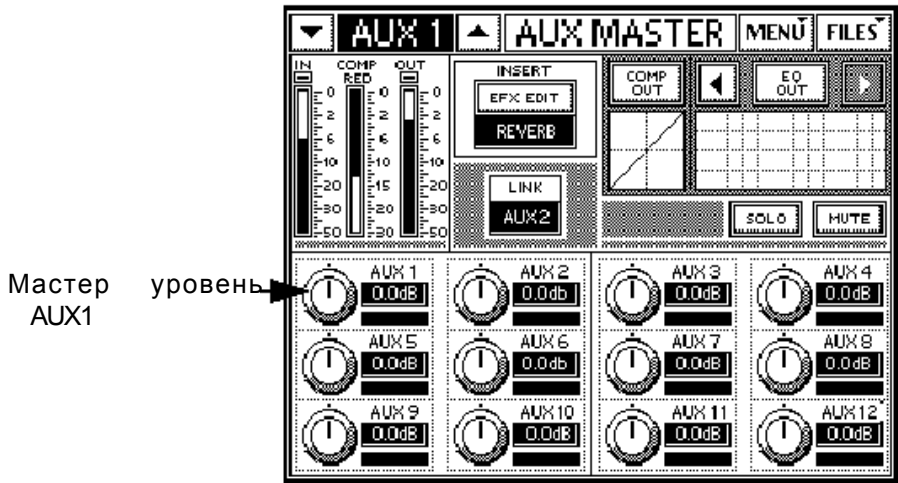 AUX 1 AUX MASTER MENU FILES
IN COMP RED OUT
0 0 0
2 2 2
6 6 6
10 10 10
20 15 20
30 20 30
50 30 50
INSERT
EFX EDIT
REVERB
LINK
AUX2
COMP OUT
EQ OUT
SOLO MUTE
Мастер уровень
AUX1
AUX 1 AUX 2 AUX 3 AUX 4
0.0dB 0.0db 0.0dB 0.0dB
AUX 5 AUX 6 AUX 7 AUX 8
0.0dB 0.0db 0.0dB 0.0dB
AUX 9 AUX 10 AUX 11 AUX 12
0.0dB 0.0dB 0.0dB 0.0dB